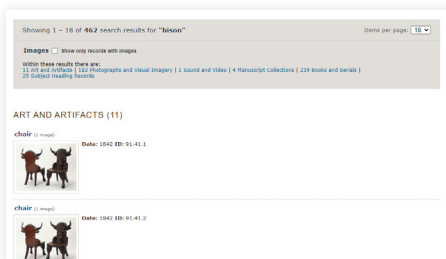 Showing 1 – 18 of 462 search results for "bison"
Items per page: 18
Images Show only records with images
Within these results there are:
11 Art and Artifacts | 182 Photographs and Visual Imagery | 1 Sound and Video | 4 Manuscript Collections | 239 Books and Serials |
25 Subject Heading Records
ART AND ARTIFACTS (11)
chair (1 image)
Date: 1842 ID: 91.41.1
chair (1 image)
Date: 1842 ID: 91.41.2